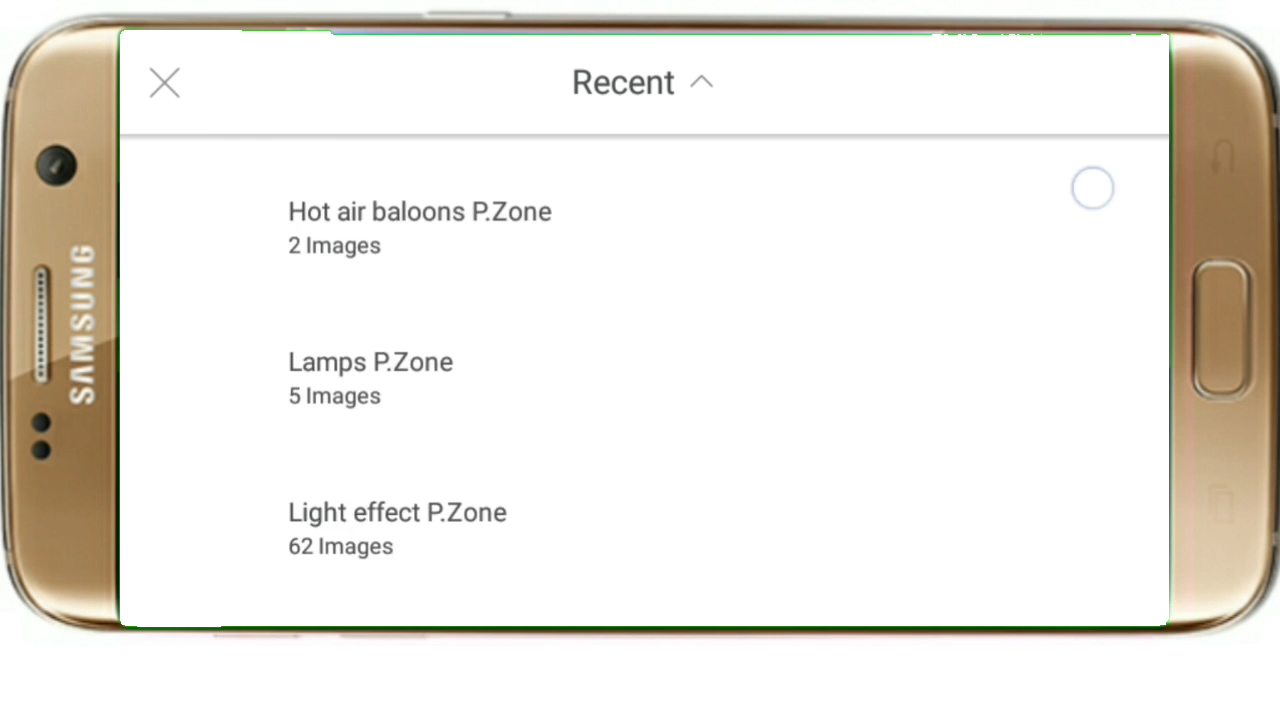 Recent
Hot air baloons P.Zone
2 Images
Lamps P.Zone
5 Images
Light effect P.Zone
62 Images
SAMSUNG